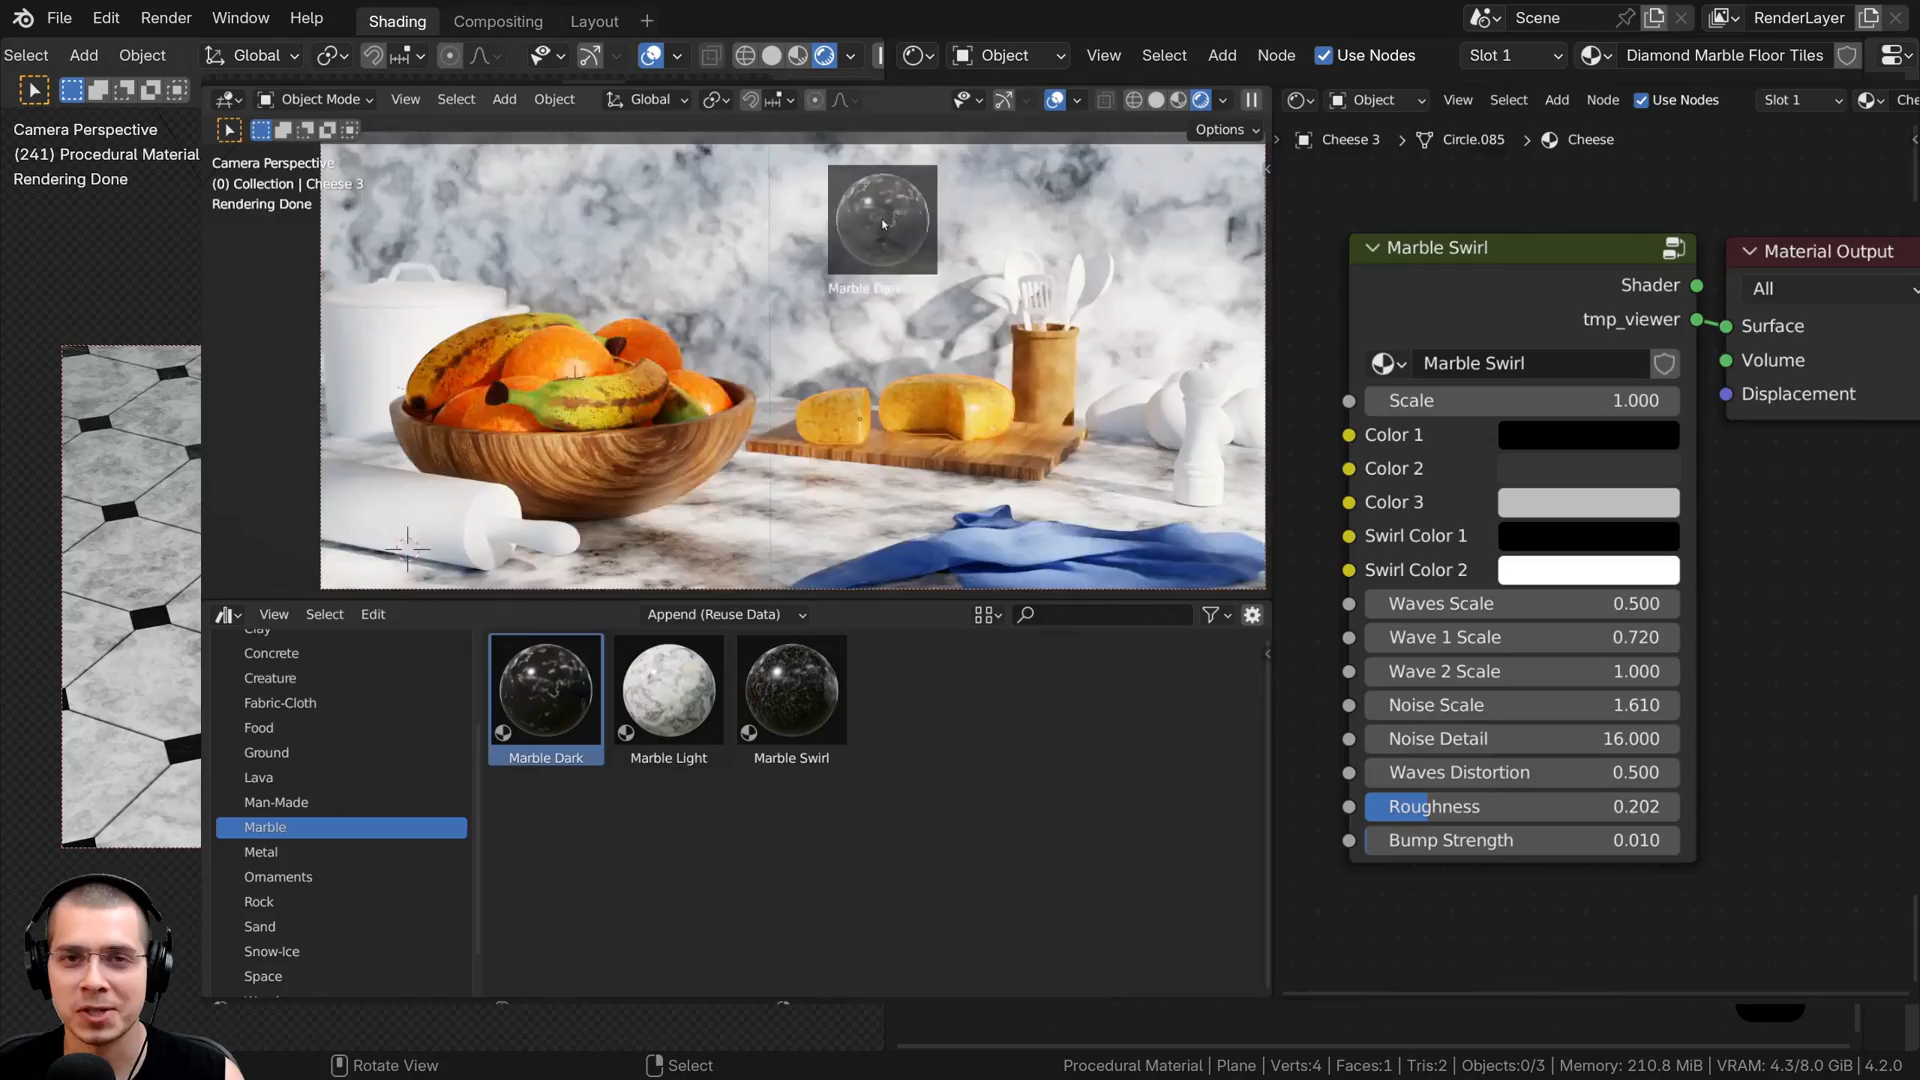 File Edit Render Window Help Shading Compositing Layout + Scene RenderLayer
Select Add Object Global Object View Select Add Node Use Nodes Slot 1 Diamond Marble Floor Tiles
Object Mode View Select Add Object Global Object View Select Add Node Use Nodes Slot 1
Options
Camera Perspective
(241) Procedural Material
Rendering Done
Camera Perspective
(0) Collection | Cheese 3
Rendering Done
Cheese 3 > Circle.085 > Cheese
Marble Dark
Marble Swirl
Shader
tmp_viewer
Marble Swirl
Scale 1.000
Color 1
Color 2
Color 3
Swirl Color 1
Swirl Color 2
Waves Scale 0.500
Wave 1 Scale 0.720
Wave 2 Scale 1.000
Noise Scale 1.610
Noise Detail 16.000
Waves Distortion 0.500
Roughness 0.202
Bump Strength 0.010
Material Output
All
Surface
Volume
Displacement
View Select Edit Append (Reuse Data)
Clay
Concrete
Creature
Fabric-Cloth
Food
Ground
Lava
Man-Made
Marble
Metal
Ornaments
Rock
Sand
Snow-Ice
Space
Marble Dark
Marble Light
Marble Swirl
Rotate View Select Procedural Material | Plane | Verts:4 | Faces:1 | Tris:2 | Objects:0/3 | Memory: 210.8 MiB | VRAM: 4.3/8.0 GiB | 4.2.0